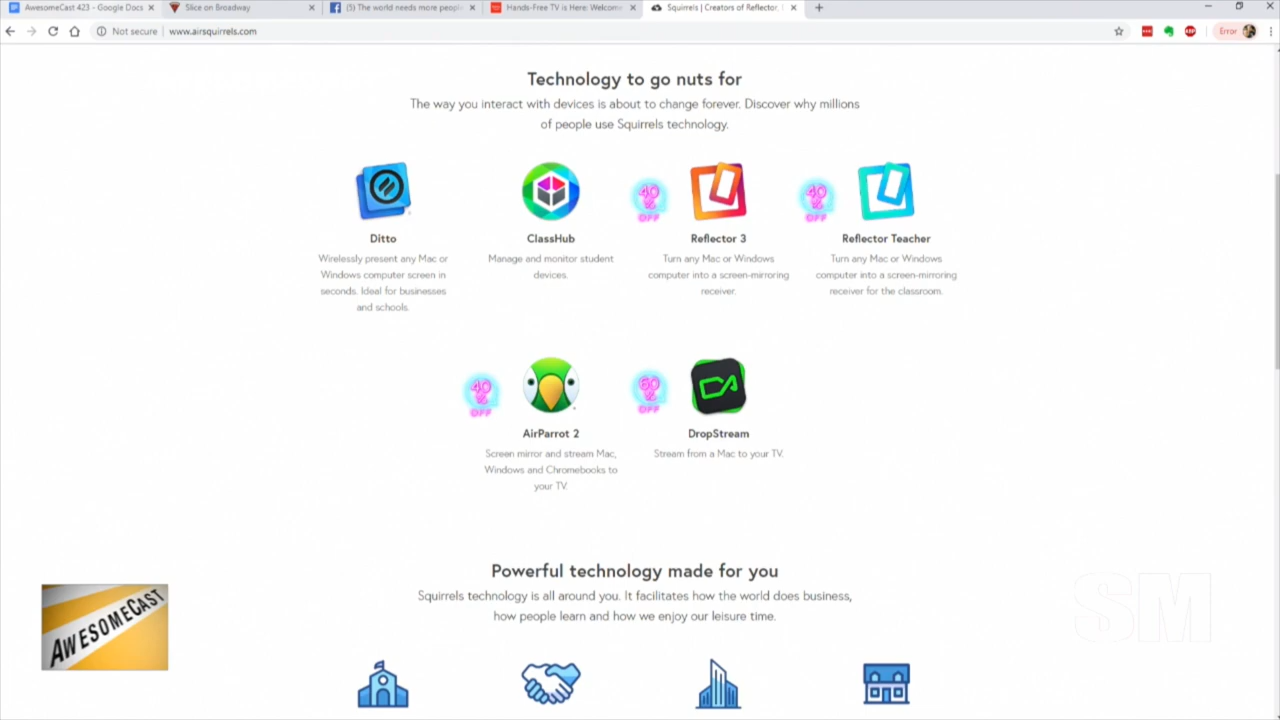 AwesomeCast 423 - Google Docs
Slice on Broadway
(5) The world needs more people
Hands-Free TV is Here: Welcome
Squirrels | Creators of Reflector,
Not secure
www.airsquirrels.com
Error
Technology to go nuts for
The way you interact with devices is about to change forever. Discover why millions
of people use Squirrels technology.
40
%
OFF
40
%
OFF
Ditto
Wirelessly present any Mac or
Windows computer screen in
seconds. Ideal for businesses
and schools.
ClassHub
Manage and monitor student
devices.
Reflector 3
Turn any Mac or Windows
computer into a screen-mirroring
receiver.
Reflector Teacher
Turn any Mac or Windows
computer into a screen-mirroring
receiver for the classroom.
40
%
OFF
60
%
OFF
AirParrot 2
Screen mirror and stream Mac,
Windows and Chromebooks to
your TV.
DropStream
Stream from a Mac to your TV.
Powerful technology made for you
Squirrels technology is all around you. It facilitates how the world does business,
how people learn and how we enjoy our leisure time.
AWESOMECAST
SM